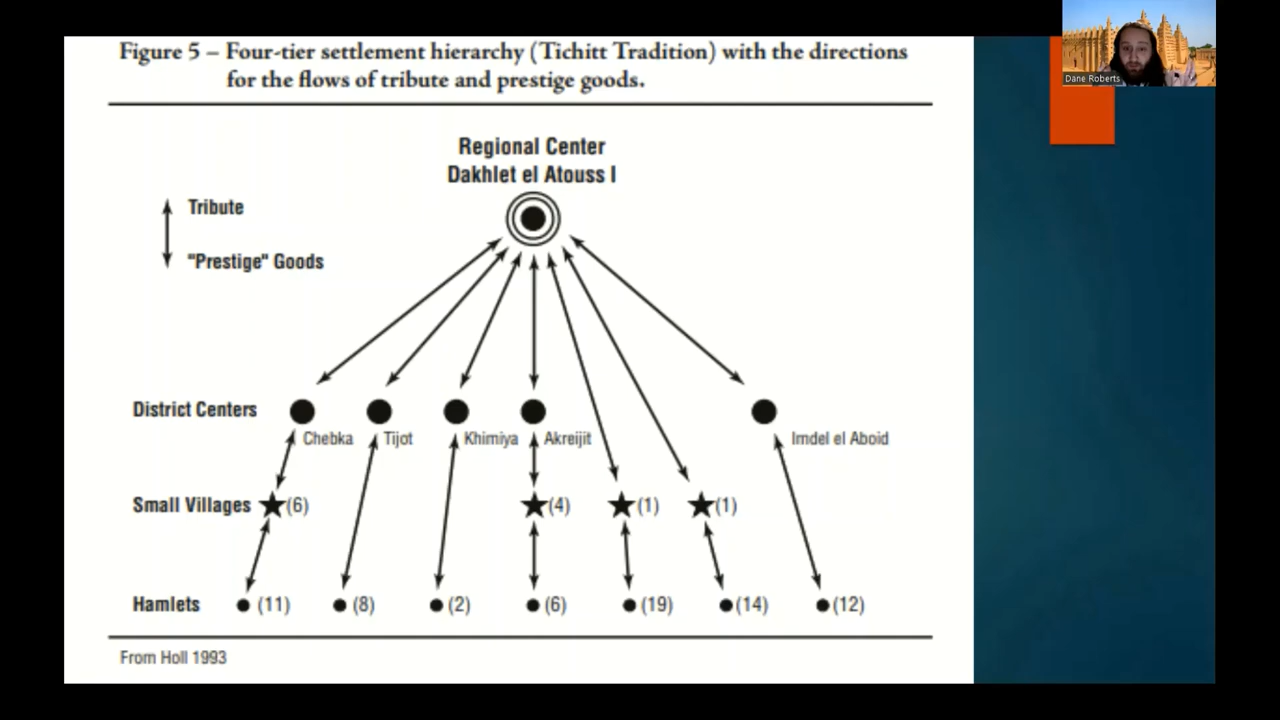 Figure 5 – Four-tier settlement hierarchy (Tichitt Tradition) with the directions
for the flows of tribute and prestige goods.
Dane Roberts
Regional Center
Dakhlet el Atouss I
Tribute
"Prestige" Goods
District Centers
Chebka
Tijot
Khimiya
Akreijit
Imdel el Aboid
Small Villages
(6)
(4)
(1)
(1)
Hamlets
(11)
(8)
(2)
(6)
(19)
(14)
(12)
From Holl 1993